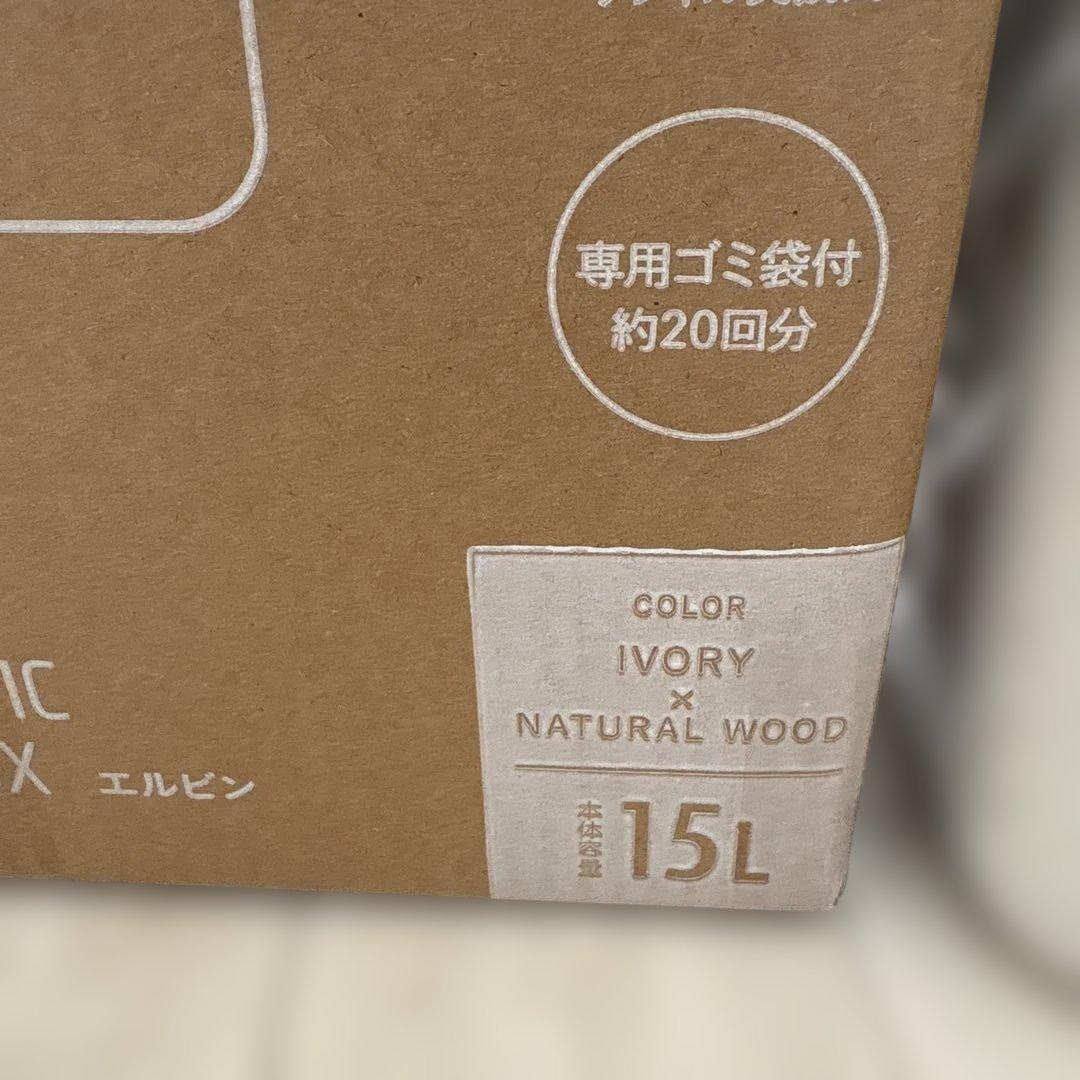 専用ゴミ袋付
約20回分
COLOR
IVORY
×
NATURAL WOOD
本体容量 15L
IC
X エルビン